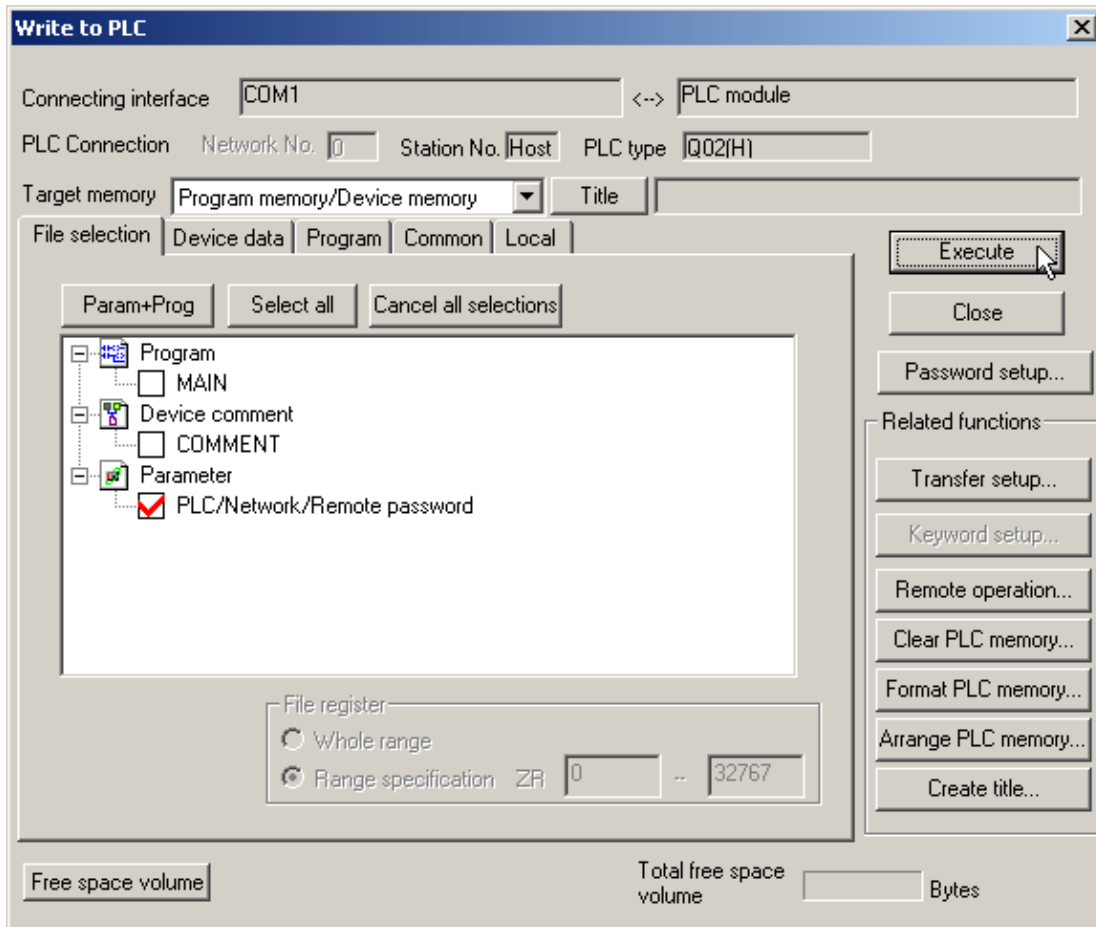 Write to PLC
Connecting interface COM1 <--> PLC module
PLC Connection Network No. 0 Station No. Host PLC type Q02(H)
Target memory Program memory/Device memory Title
File selection Device data Program Common Local
Execute
Param+Prog Select all Cancel all selections
Close
Program
MAIN
Password setup...
Device comment
Related functions
COMMENT
Parameter
Transfer setup...
PLC/Network/Remote password
Keyword setup...
Remote operation...
Clear PLC memory...
Format PLC memory...
File register
Whole range
Arrange PLC memory...
Range specification ZR 0 -- 32767
Create title...
Free space volume
Total free space
volume
Bytes